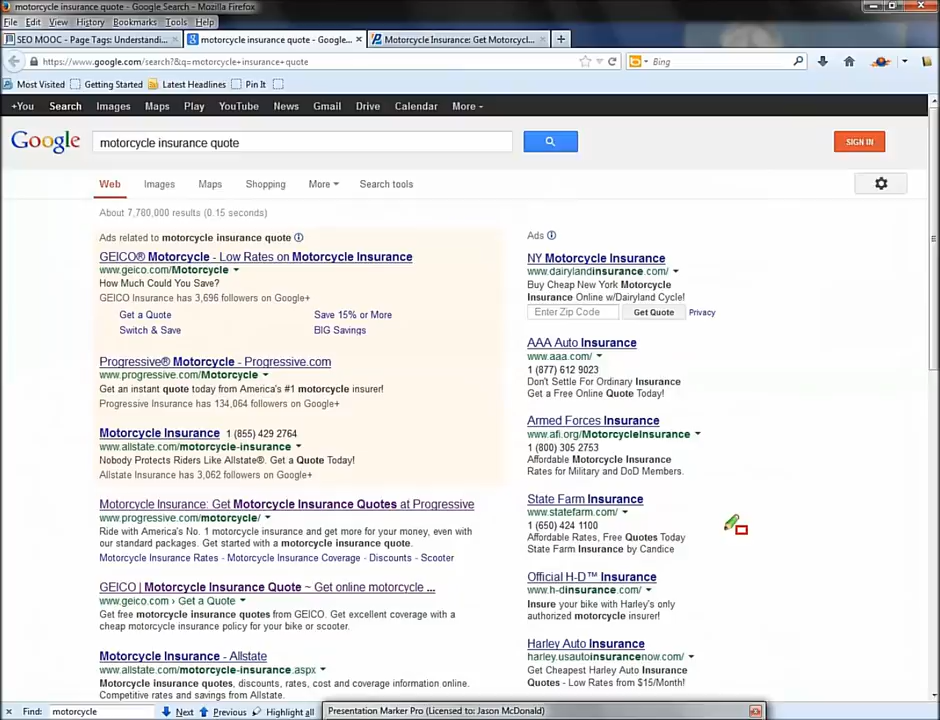 motorcycle insurance quote - Google Search - Mozilla Firefox
File Edit View History Bookmarks Tools Help
SEO MOOC - Page Tags: Understandi... × motorcycle insurance quote - Google... × Motorcycle Insurance: Get Motorcycl... × +
https://www.google.com/search?&q=motorcycle+insurance+quote Bing
Most Visited Getting Started Latest Headlines Pin It
+You Search Images Maps Play YouTube News Gmail Drive Calendar More
Google motorcycle insurance quote SIGN IN
Web Images Maps Shopping More Search tools
About 7,780,000 results (0.15 seconds)
Ads related to motorcycle insurance quote
GEICO® Motorcycle - Low Rates on Motorcycle Insurance
www.geico.com/Motorcycle
How Much Could You Save?
GEICO Insurance has 3,696 followers on Google+
Get a Quote Save 15% or More
Switch & Save BIG Savings
Progressive® Motorcycle - Progressive.com
www.progressive.com/Motorcycle
Get an instant quote today from America's #1 motorcycle insurer!
Progressive Insurance has 134,064 followers on Google+
Motorcycle Insurance 1 (855) 429 2764
www.allstate.com/motorcycle-insurance
Nobody Protects Riders Like Allstate®. Get a Quote Today!
Allstate Insurance has 3,062 followers on Google+
Motorcycle Insurance: Get Motorcycle Insurance Quotes at Progressive
www.progressive.com/motorcycle/
Ride with America's No. 1 motorcycle insurance and get more for your money, even with
our standard packages. Get started with a motorcycle insurance quote.
Motorcycle Insurance Rates - Motorcycle Insurance Coverage - Discounts - Scooter
GEICO | Motorcycle Insurance Quote ~ Get online motorcycle ...
www.geico.com › Get a Quote
Get free motorcycle insurance quotes from GEICO. Get excellent coverage with a
cheap motorcycle insurance policy for your bike or scooter.
Motorcycle Insurance - Allstate
www.allstate.com/motorcycle-insurance.aspx
Motorcycle insurance quotes, discounts, rates, cost and coverage information online.
Competitive rates and savings from Allstate.
Ads
NY Motorcycle Insurance
www.dairylandinsurance.com/
Buy Cheap New York Motorcycle
Insurance Online w/Dairyland Cycle!
Enter Zip Code Get Quote Privacy
AAA Auto Insurance
www.aaa.com/
1 (877) 612 9023
Don't Settle For Ordinary Insurance
Get a Free Online Quote Today!
Armed Forces Insurance
www.afi.org/MotorcycleInsurance
1 (800) 305 2753
Affordable Motorcycle Insurance
Rates for Military and DoD Members.
State Farm Insurance
www.statefarm.com/
1 (650) 424 1100
Affordable Rates, Free Quotes Today
State Farm Insurance by Candice
Official H-D™ Insurance
www.h-dinsurance.com/
Insure your bike with Harley's only
authorized motorcycle insurer!
Harley Auto Insurance
harley.usautoinsurancenow.com/
Get Cheapest Harley Auto Insurance
Quotes - Low Rates from $15/Month!
× Find: motorcycle Next Previous Highlight all Presentation Marker Pro (Licensed to: Jason McDonald)